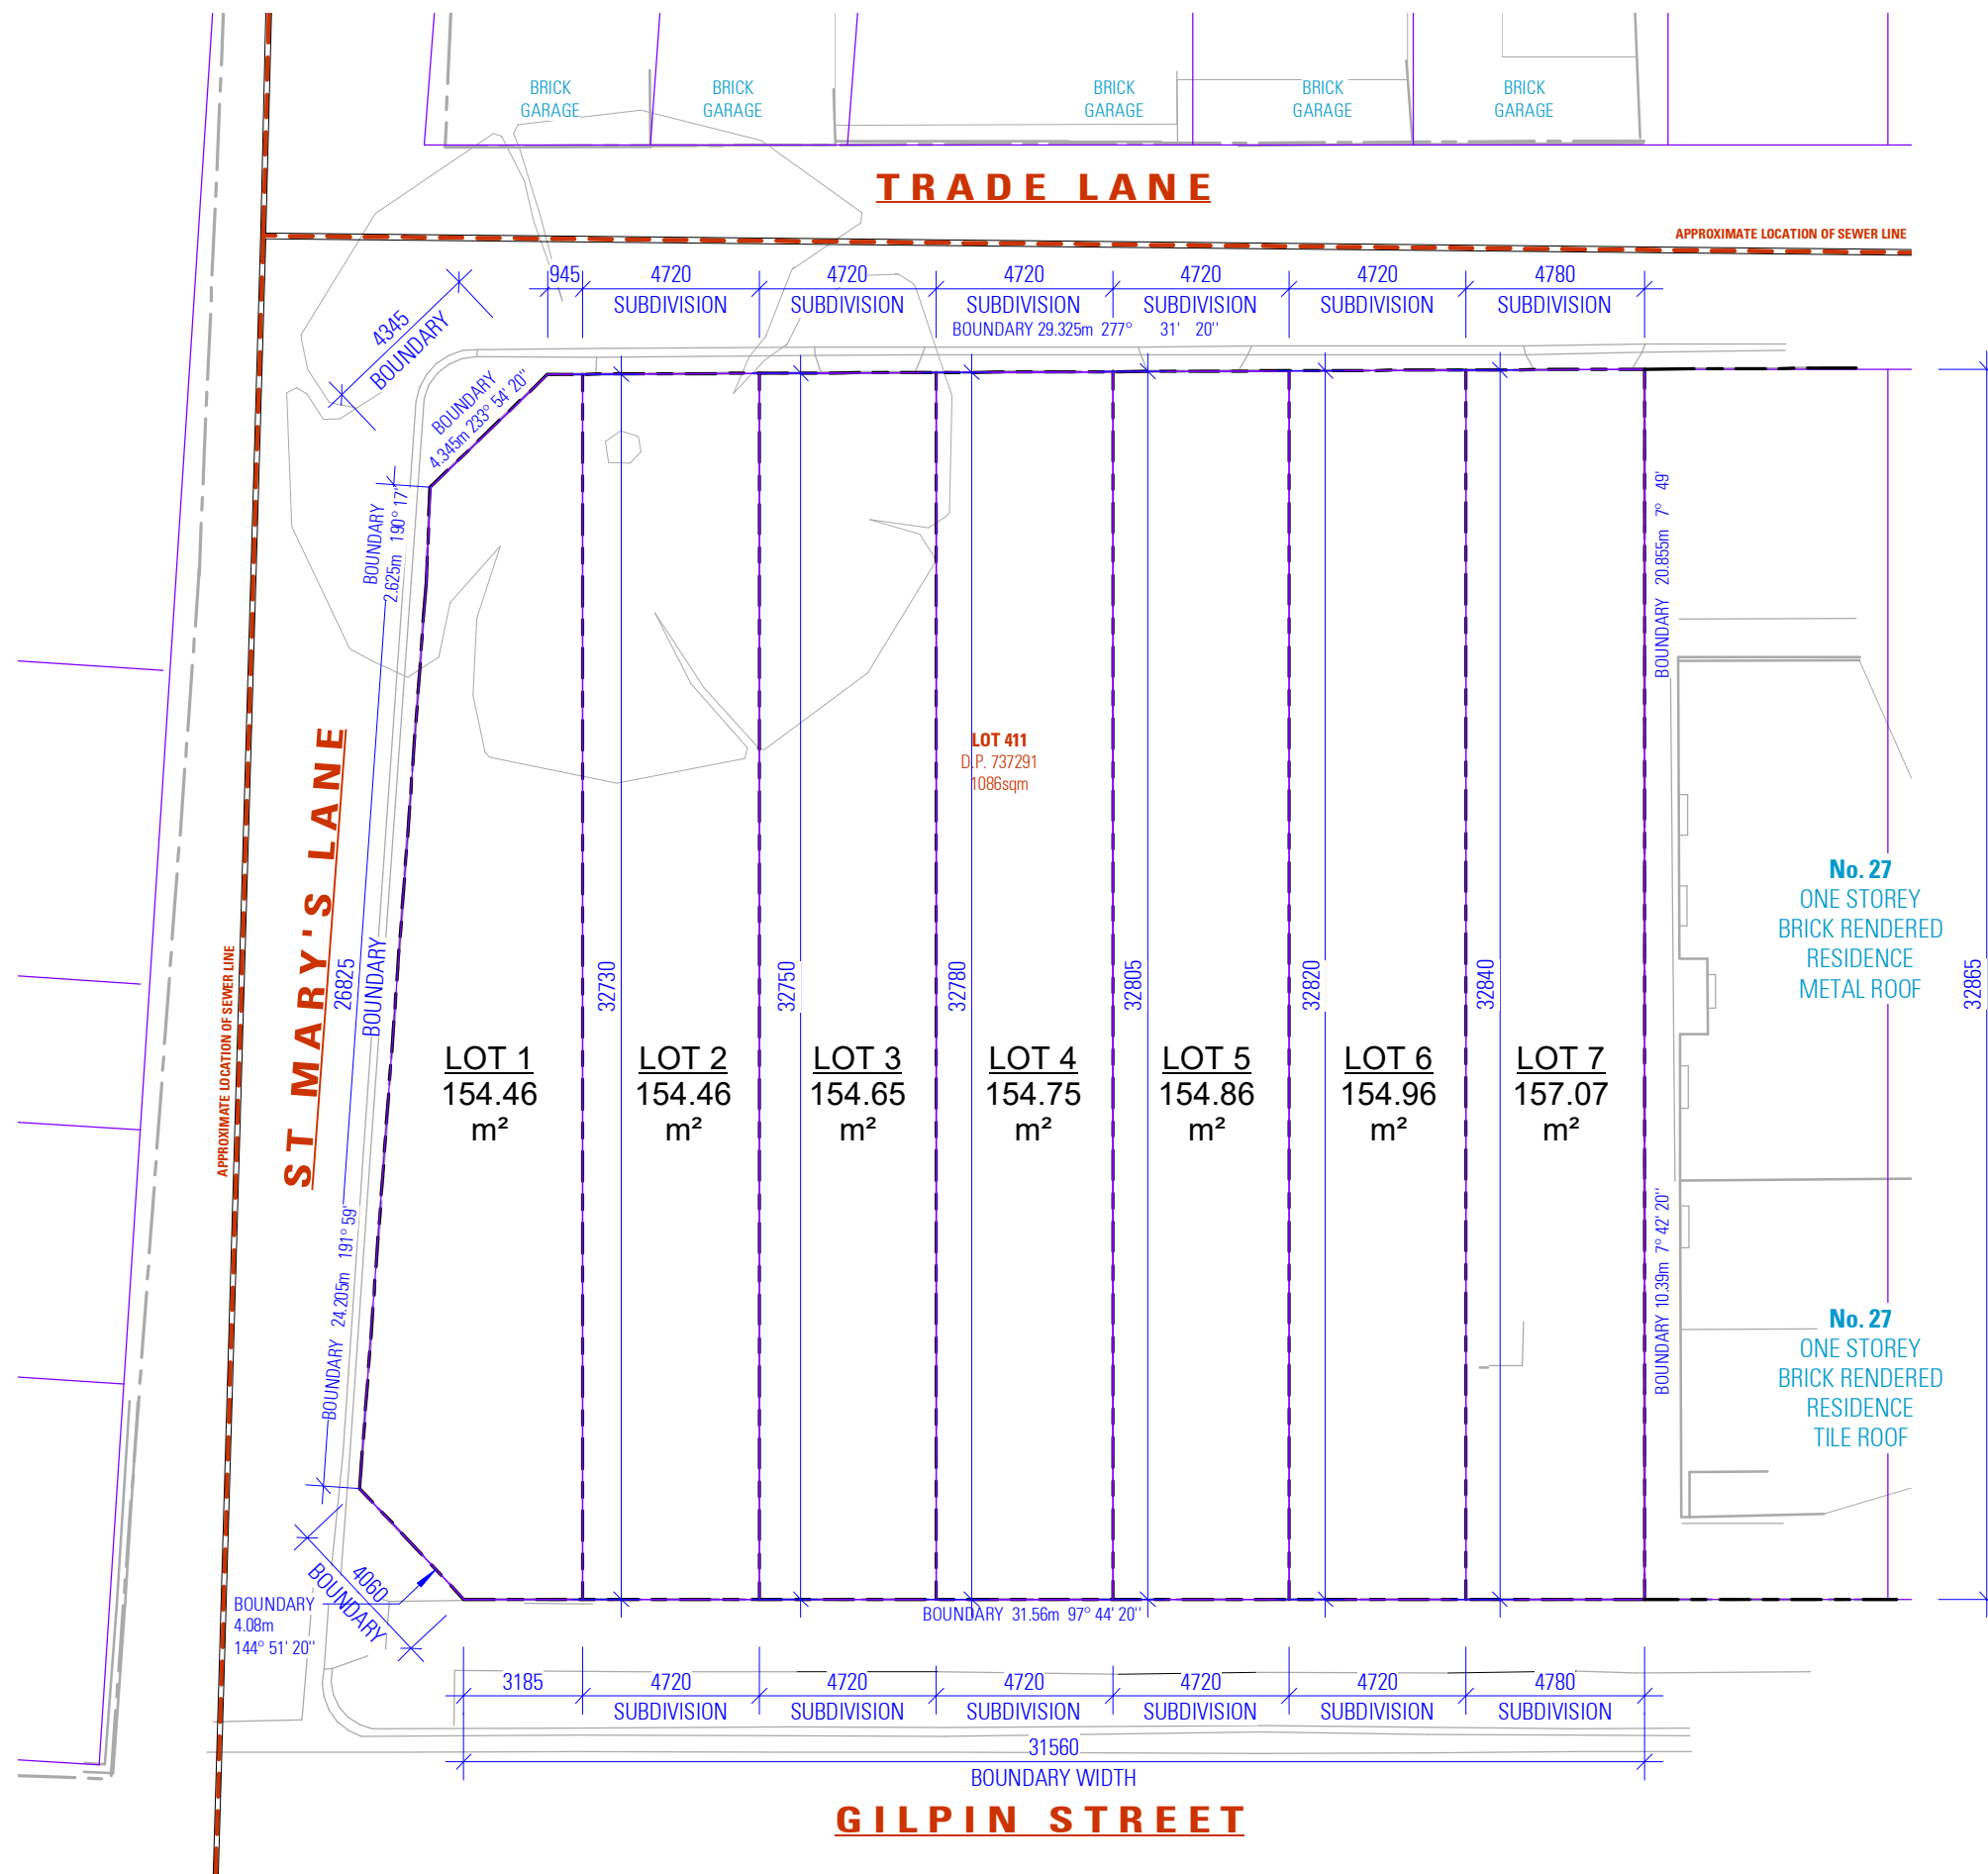 BRICK
GARAGE
BRICK
GARAGE
BRICK
GARAGE
BRICK
GARAGE
BRICK
GARAGE
TRADE LANE
APPROXIMATE LOCATION OF SEWER LINE
945
4720
4720
4720
4720
4720
4780
SUBDIVISION
SUBDIVISION
SUBDIVISION
SUBDIVISION
SUBDIVISION
SUBDIVISION
BOUNDARY 29.325m 277° 31' 20"
4345
BOUNDARY
BOUNDARY
4.345m 233° 54' 20"
BOUNDARY
2.625m 190° 17'
BOUNDARY 20.855m 7° 49'
LOT 411
D.P. 737291
1086sqm
ST MARY'S LANE
APPROXIMATE LOCATION OF SEWER LINE
26825
BOUNDARY
32730
32750
32780
32805
32820
32840
32865
No. 27
ONE STOREY
BRICK RENDERED
RESIDENCE
METAL ROOF
LOT 1
154.46
m²
LOT 2
154.46
m²
LOT 3
154.65
m²
LOT 4
154.75
m²
LOT 5
154.86
m²
LOT 6
154.96
m²
LOT 7
157.07
m²
BOUNDARY 24.205m 191° 59'
BOUNDARY 10.39m 7° 42' 20"
No. 27
ONE STOREY
BRICK RENDERED
RESIDENCE
TILE ROOF
4060
BOUNDARY
BOUNDARY
4.08m
144° 51' 20"
BOUNDARY 31.56m 97° 44' 20"
3185
4720
4720
4720
4720
4720
4780
SUBDIVISION
SUBDIVISION
SUBDIVISION
SUBDIVISION
SUBDIVISION
SUBDIVISION
31560
BOUNDARY WIDTH
GILPIN STREET